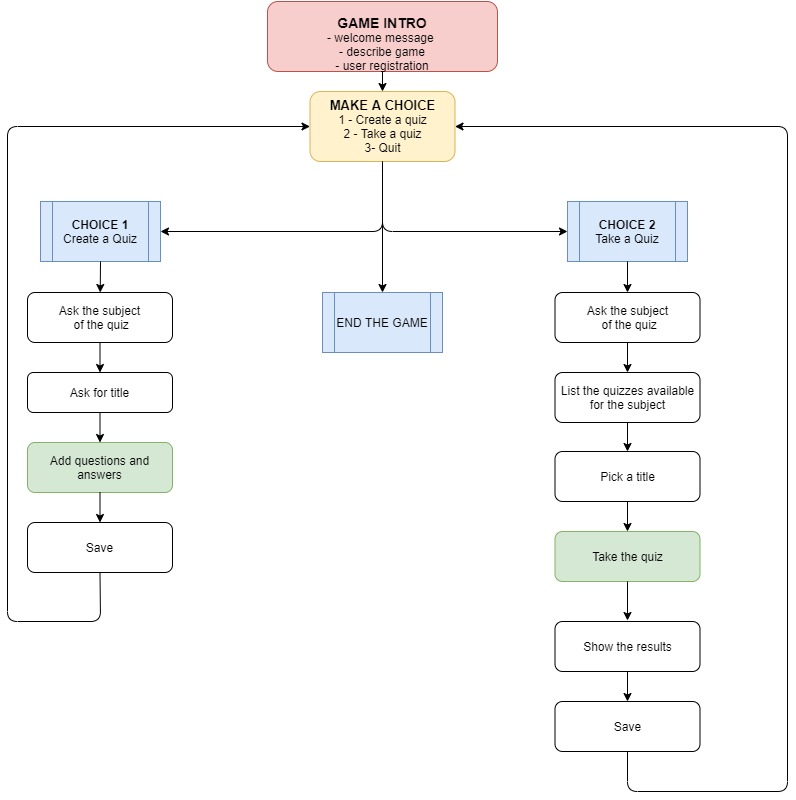 GAME INTRO
- welcome message
- describe game
- user registration
MAKE A CHOICE
1 - Create a quiz
2 - Take a quiz
3- Quit
CHOICE 1
Create a Quiz
Ask the subject
of the quiz
Ask for title
Add questions and
answers
Save
END THE GAME
CHOICE 2
Take a Quiz
Ask the subject
of the quiz
List the quizzes available
for the subject
Pick a title
Take the quiz
Show the results
Save